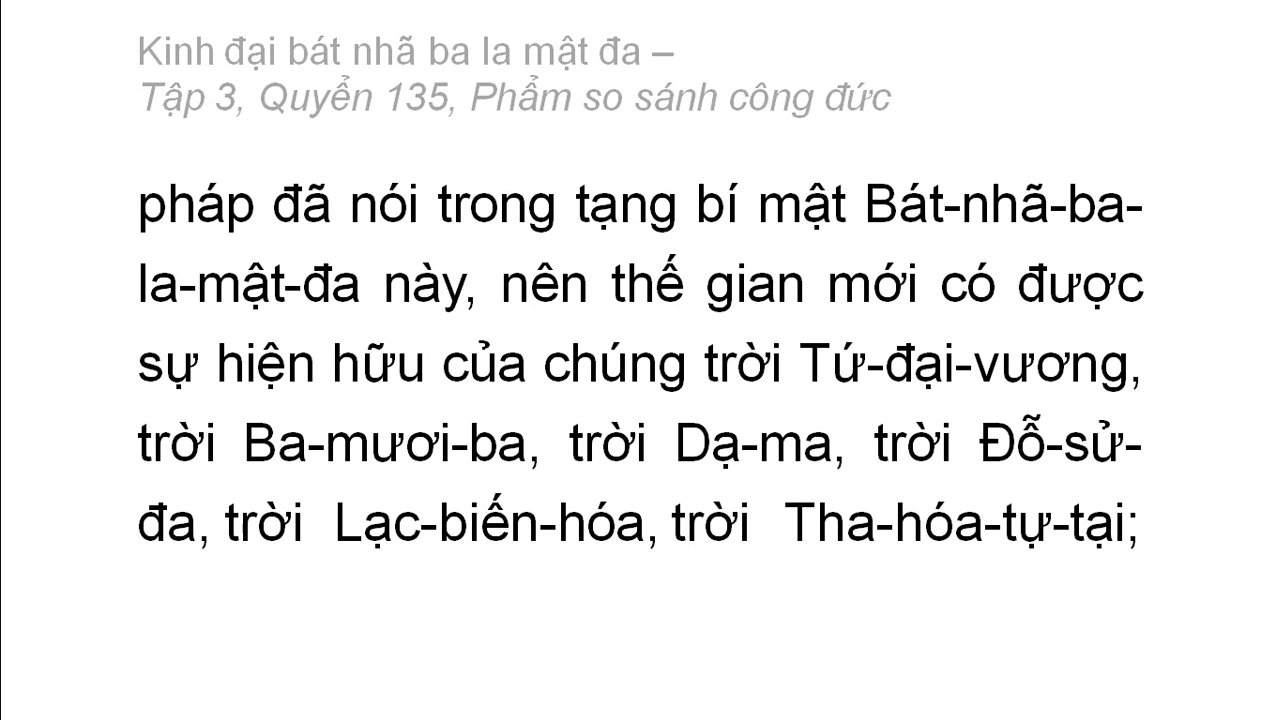 Kinh đại bát nhã ba la mật đa –
Tập 3, Quyển 135, Phẩm so sánh công đức
pháp đã nói trong tạng bí mật Bát-nhã-ba-
la-mật-đa này, nên thế gian mới có được
sự hiện hữu của chúng trời Tứ-đại-vương,
trời Ba-mươi-ba, trời Dạ-ma, trời Đỗ-sử-
đa, trời Lạc-biến-hóa, trời Tha-hóa-tự-tại;